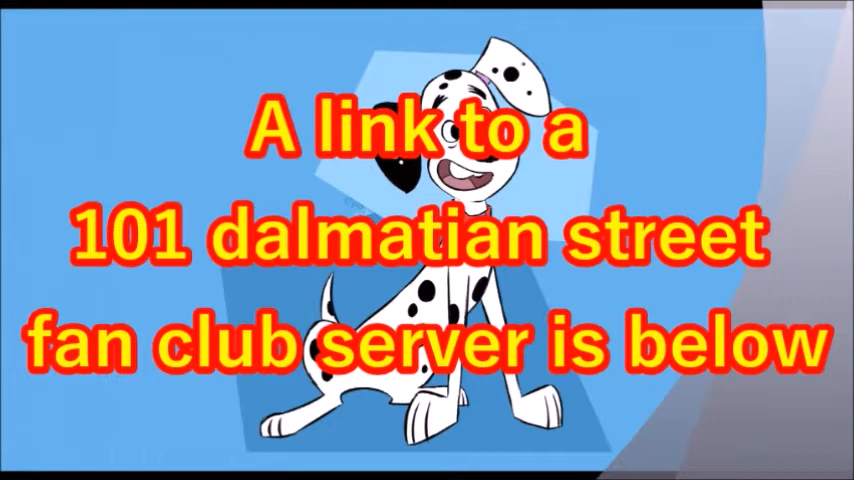 A link to a
101 dalmatian street
fan club server is below